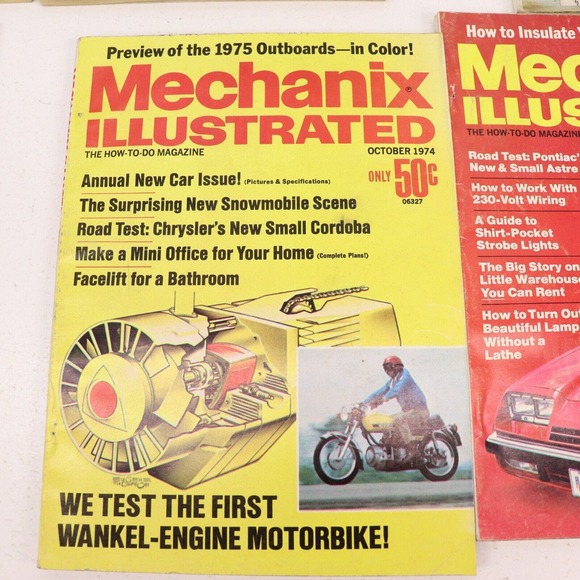 Preview of the 1975 Outboards—in Color!
Mechanix
ILLUSTRATED
THE HOW-TO-DO MAGAZINE
OCTOBER 1974
Annual New Car Issue! (Pictures & Specifications)
ONLY 50¢
06327
The Surprising New Snowmobile Scene
Road Test: Chrysler's New Small Cordoba
Make a Mini Office for Your Home (Complete Plans!)
Facelift for a Bathroom
WE TEST THE FIRST
WANKEL-ENGINE MOTORBIKE!
How to Insulate
Mec
ILLUS
THE HOW-TO-DO MAGAZINE
Road Test: Pontiac's
New & Small Astre
How to Work With
230-Volt Wiring
A Guide to
Shirt-Pocket
Strobe Lights
The Big Story on
Little Warehouse
You Can Rent
How to Turn Out
Beautiful Lamp
Without a
Lathe